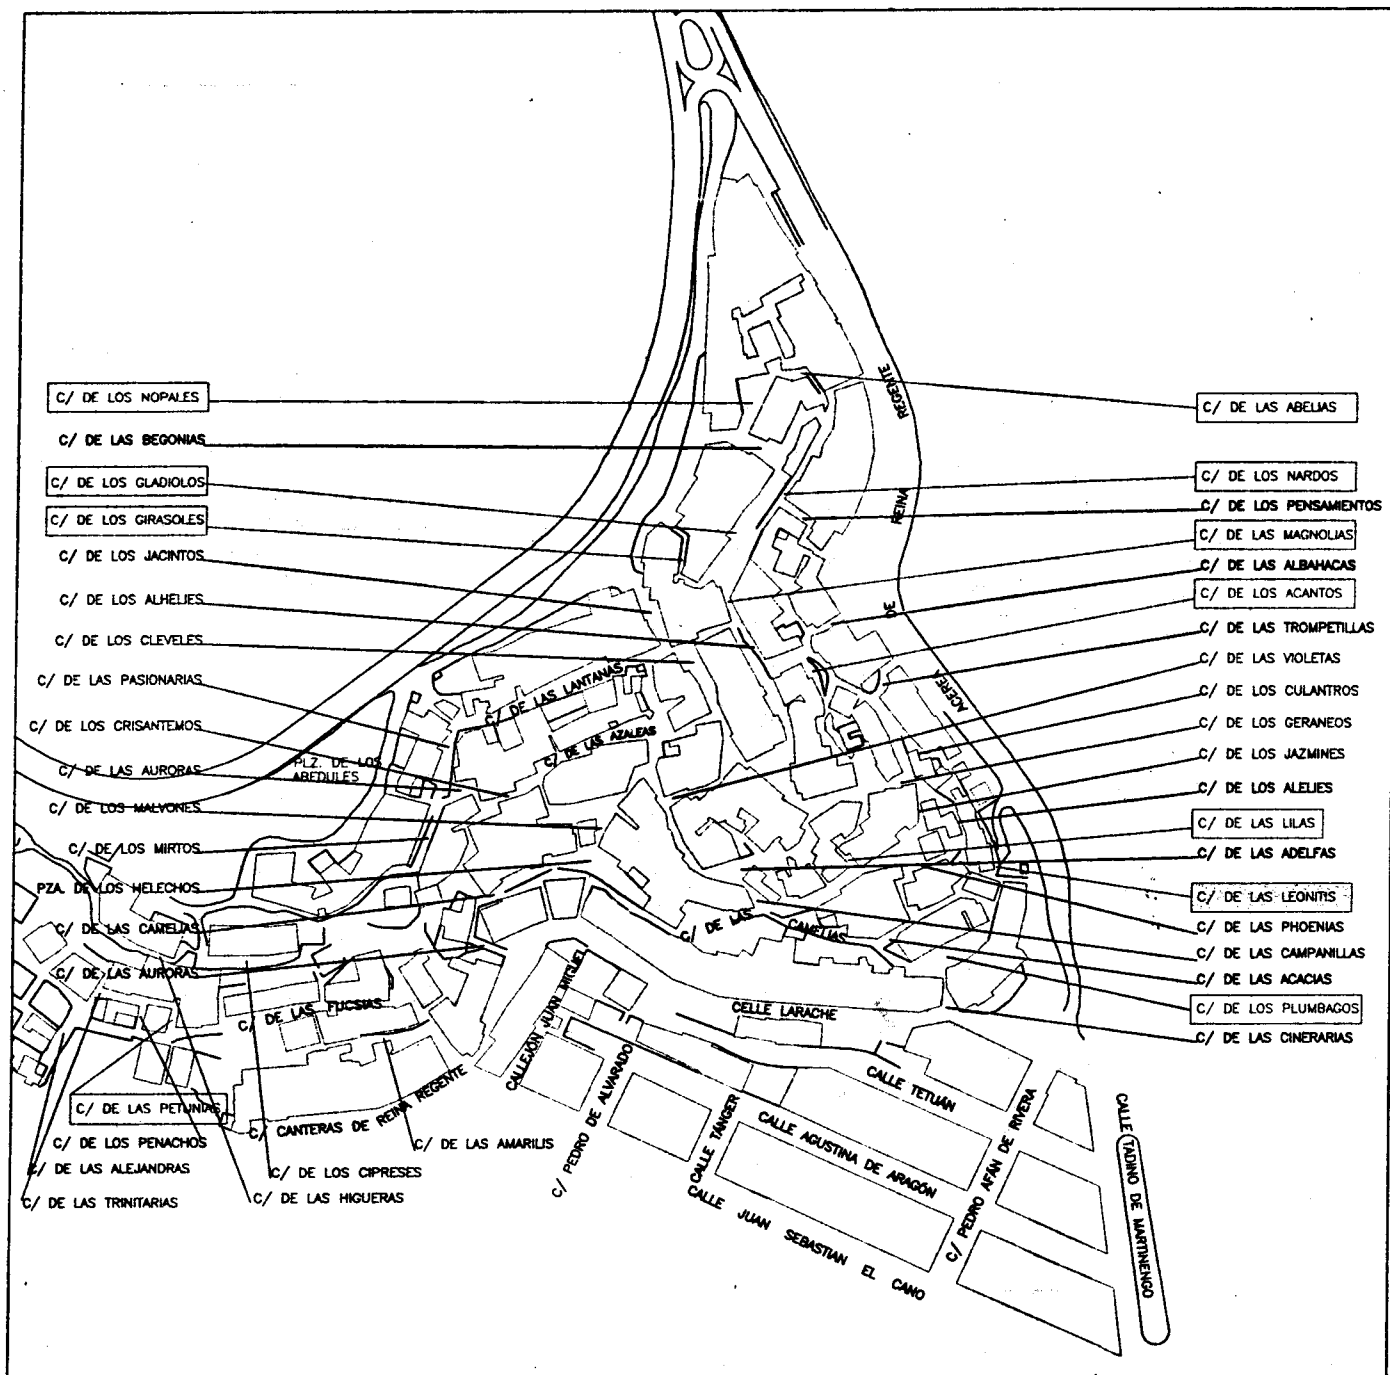 C/ DE LOS NOPALES
C/ DE LAS BEGONIAS
C/ DE LOS GLADIOLOS
C/ DE LOS GIRASOLES
C/ DE LOS JACINTOS
C/ DE LOS ALHELIES
C/ DE LOS CLEVELES
C/ DE LAS PASIONARIAS
C/ DE LOS CRISANTEMOS
C/ DE LAS AURORAS
C/ DE LOS MALVONES
C/ DE LOS MIRTOS
PZA. DE LOS HELECHOS
C/ DE LAS CAMELIAS
C/ DE LAS AURORAS
C/ DE LAS PETUNIAS
C/ DE LOS PENACHOS
C/ DE LAS ALEJANDRAS
C/ DE LAS TRINITARIAS
C/ DE LOS CIPRESES
C/ DE LAS HIGUERAS
C/ DE LAS AMARILIS
C/ DE LAS ABELIAS
C/ DE LOS NARDOS
C/ DE LOS PENSAMIENTOS
C/ DE LAS MAGNOLIAS
C/ DE LAS ALBAHACAS
C/ DE LOS ACANTOS
C/ DE LAS TROMPETILLAS
C/ DE LAS VIOLETAS
C/ DE LOS CULANTROS
C/ DE LOS GERANEOS
C/ DE LOS JAZMINES
C/ DE LOS ALELIES
C/ DE LAS LILAS
C/ DE LAS ADELFAS
C/ DE LAS LEONITIS
C/ DE LAS PHOENIAS
C/ DE LAS CAMPANILLAS
C/ DE LAS ACACIAS
C/ DE LOS PLUMBAGOS
C/ DE LAS CINERARIAS
ACEREA DE REINA REGENTE
C/ DE LAS LANTANAS
C/ DE LAS AZALEAS
PLZ. DE LOS
ABEDULES
C/ DE LAS CAMELIAS
C/ DE LAS FUCSIAS
C/ CANTERAS DE REINA REGENTE
CALLEJÓN JUAN MIGUEL
CELLE LARACHE
CALLE TETUÁN
C/ PEDRO DE ALVARADO
CALLE TÁNGER
CALLE AGUSTINA DE ARAGÓN
CALLE JUAN SEBASTIAN EL CANO
C/ PEDRO AFÁN DE RIVERA
CALLE TADINO DE MARTINENGO